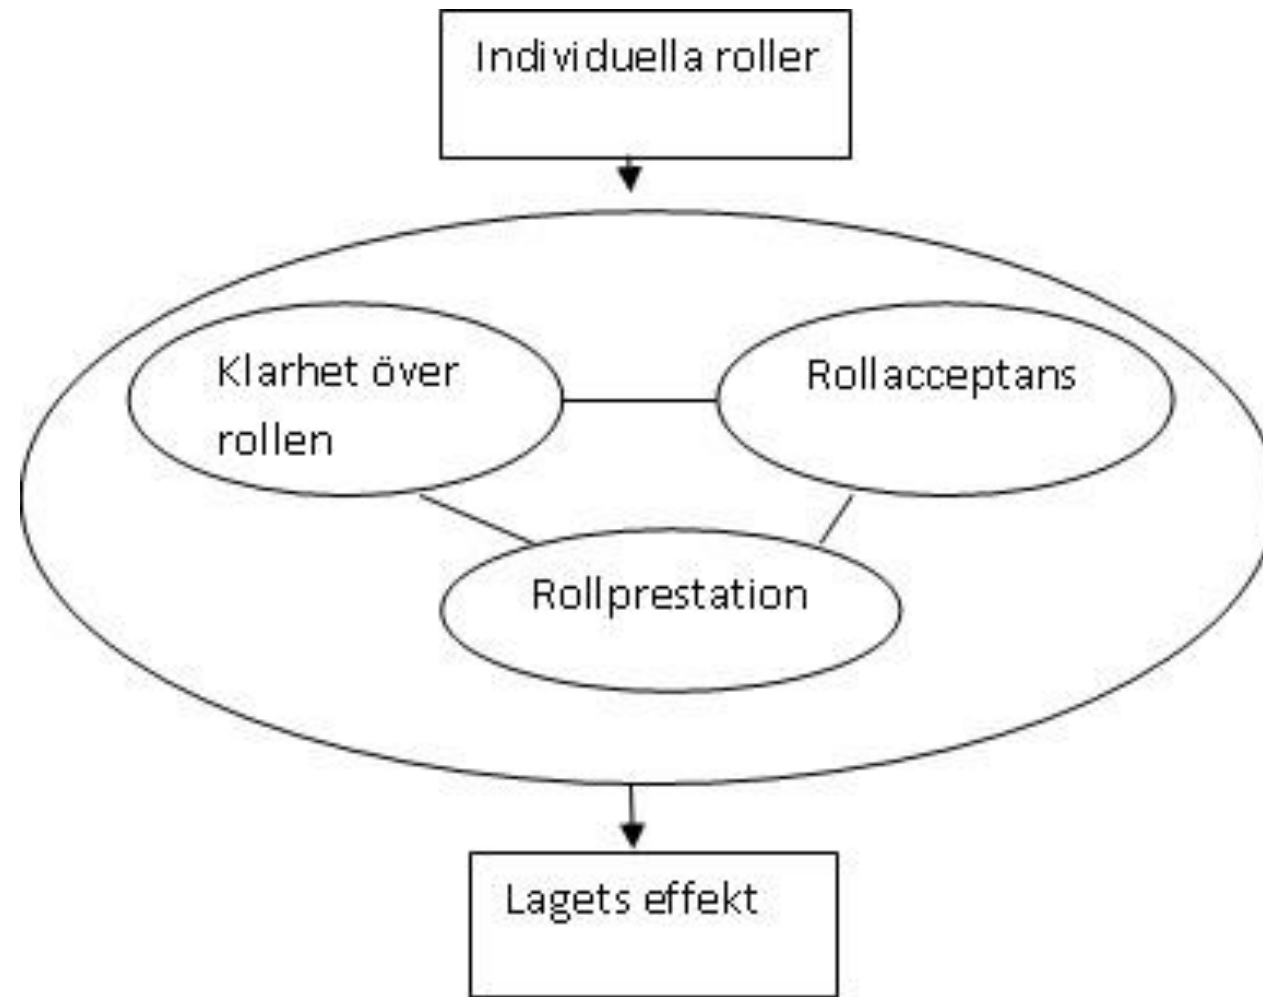 Individuella roller
Klarhet över
rollen
Rollacceptans
Rollprestation
Lagets effekt